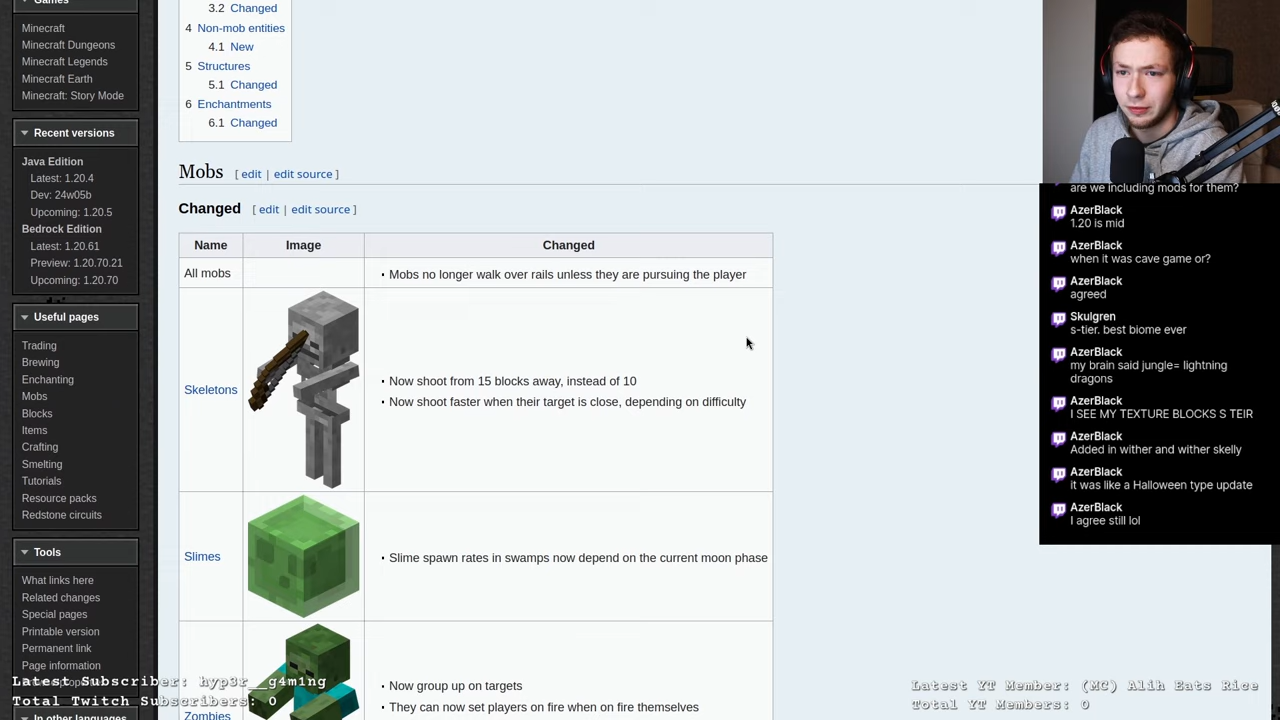 Games
Minecraft
Minecraft Dungeons
Minecraft Legends
Minecraft Earth
Minecraft: Story Mode
Recent versions
Java Edition
Latest: 1.20.4
Dev: 24w05b
Upcoming: 1.20.5
Bedrock Edition
Latest: 1.20.61
Preview: 1.20.70.21
Upcoming: 1.20.70
Useful pages
Trading
Brewing
Enchanting
Mobs
Blocks
Items
Crafting
Smelting
Tutorials
Resource packs
Redstone circuits
Tools
What links here
Related changes
Special pages
Printable version
Permanent link
Page information
In other languages
3.2 Changed
4 Non-mob entities
4.1 New
5 Structures
5.1 Changed
6 Enchantments
6.1 Changed
Mobs [ edit | edit source ]
Changed [ edit | edit source ]
Name Image Changed
All mobs
• Mobs no longer walk over rails unless they are pursuing the player
Skeletons
• Now shoot from 15 blocks away, instead of 10
• Now shoot faster when their target is close, depending on difficulty
Slimes
• Slime spawn rates in swamps now depend on the current moon phase
Zombies
• Now group up on targets
• They can now set players on fire when on fire themselves
are we including mods for them?
AzerBlack
1.20 is mid
AzerBlack
when it was cave game or?
AzerBlack
agreed
Skulgren
s-tier. best biome ever
AzerBlack
my brain said jungle= lightning
dragons
AzerBlack
I SEE MY TEXTURE BLOCKS S TEIR
AzerBlack
Added in wither and wither skelly
AzerBlack
it was like a Halloween type update
AzerBlack
I agree still lol
Latest Subscriber: hyp3r__g4m1ng
Total Twitch Subscribers: 0
Latest YT Member: (MC) Alih Eats Rice
Total YT Members: 0